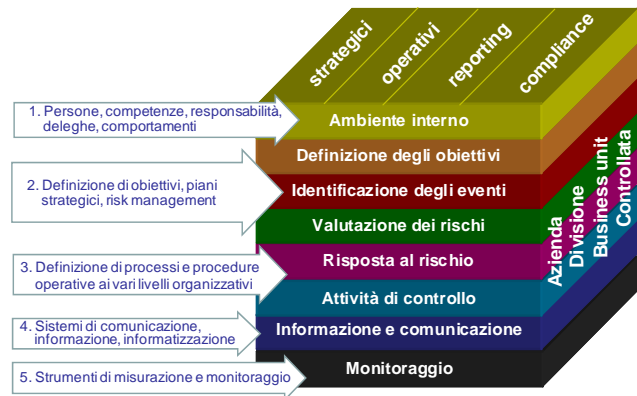 strategici
operativi
reporting
compliance
1. Persone, competenze, responsabilità,
deleghe, comportamenti
Ambiente interno
Definizione degli obiettivi
2. Definizione di obiettivi, piani
strategici, risk management
Identificazione degli eventi
Valutazione dei rischi
3. Definizione di processi e procedure
operative ai vari livelli organizzativi
Risposta al rischio
Attività di controllo
4. Sistemi di comunicazione,
informazione, informatizzazione
Informazione e comunicazione
5. Strumenti di misurazione e monitoraggio
Monitoraggio
Azienda
Divisione
Business unit
Controllata